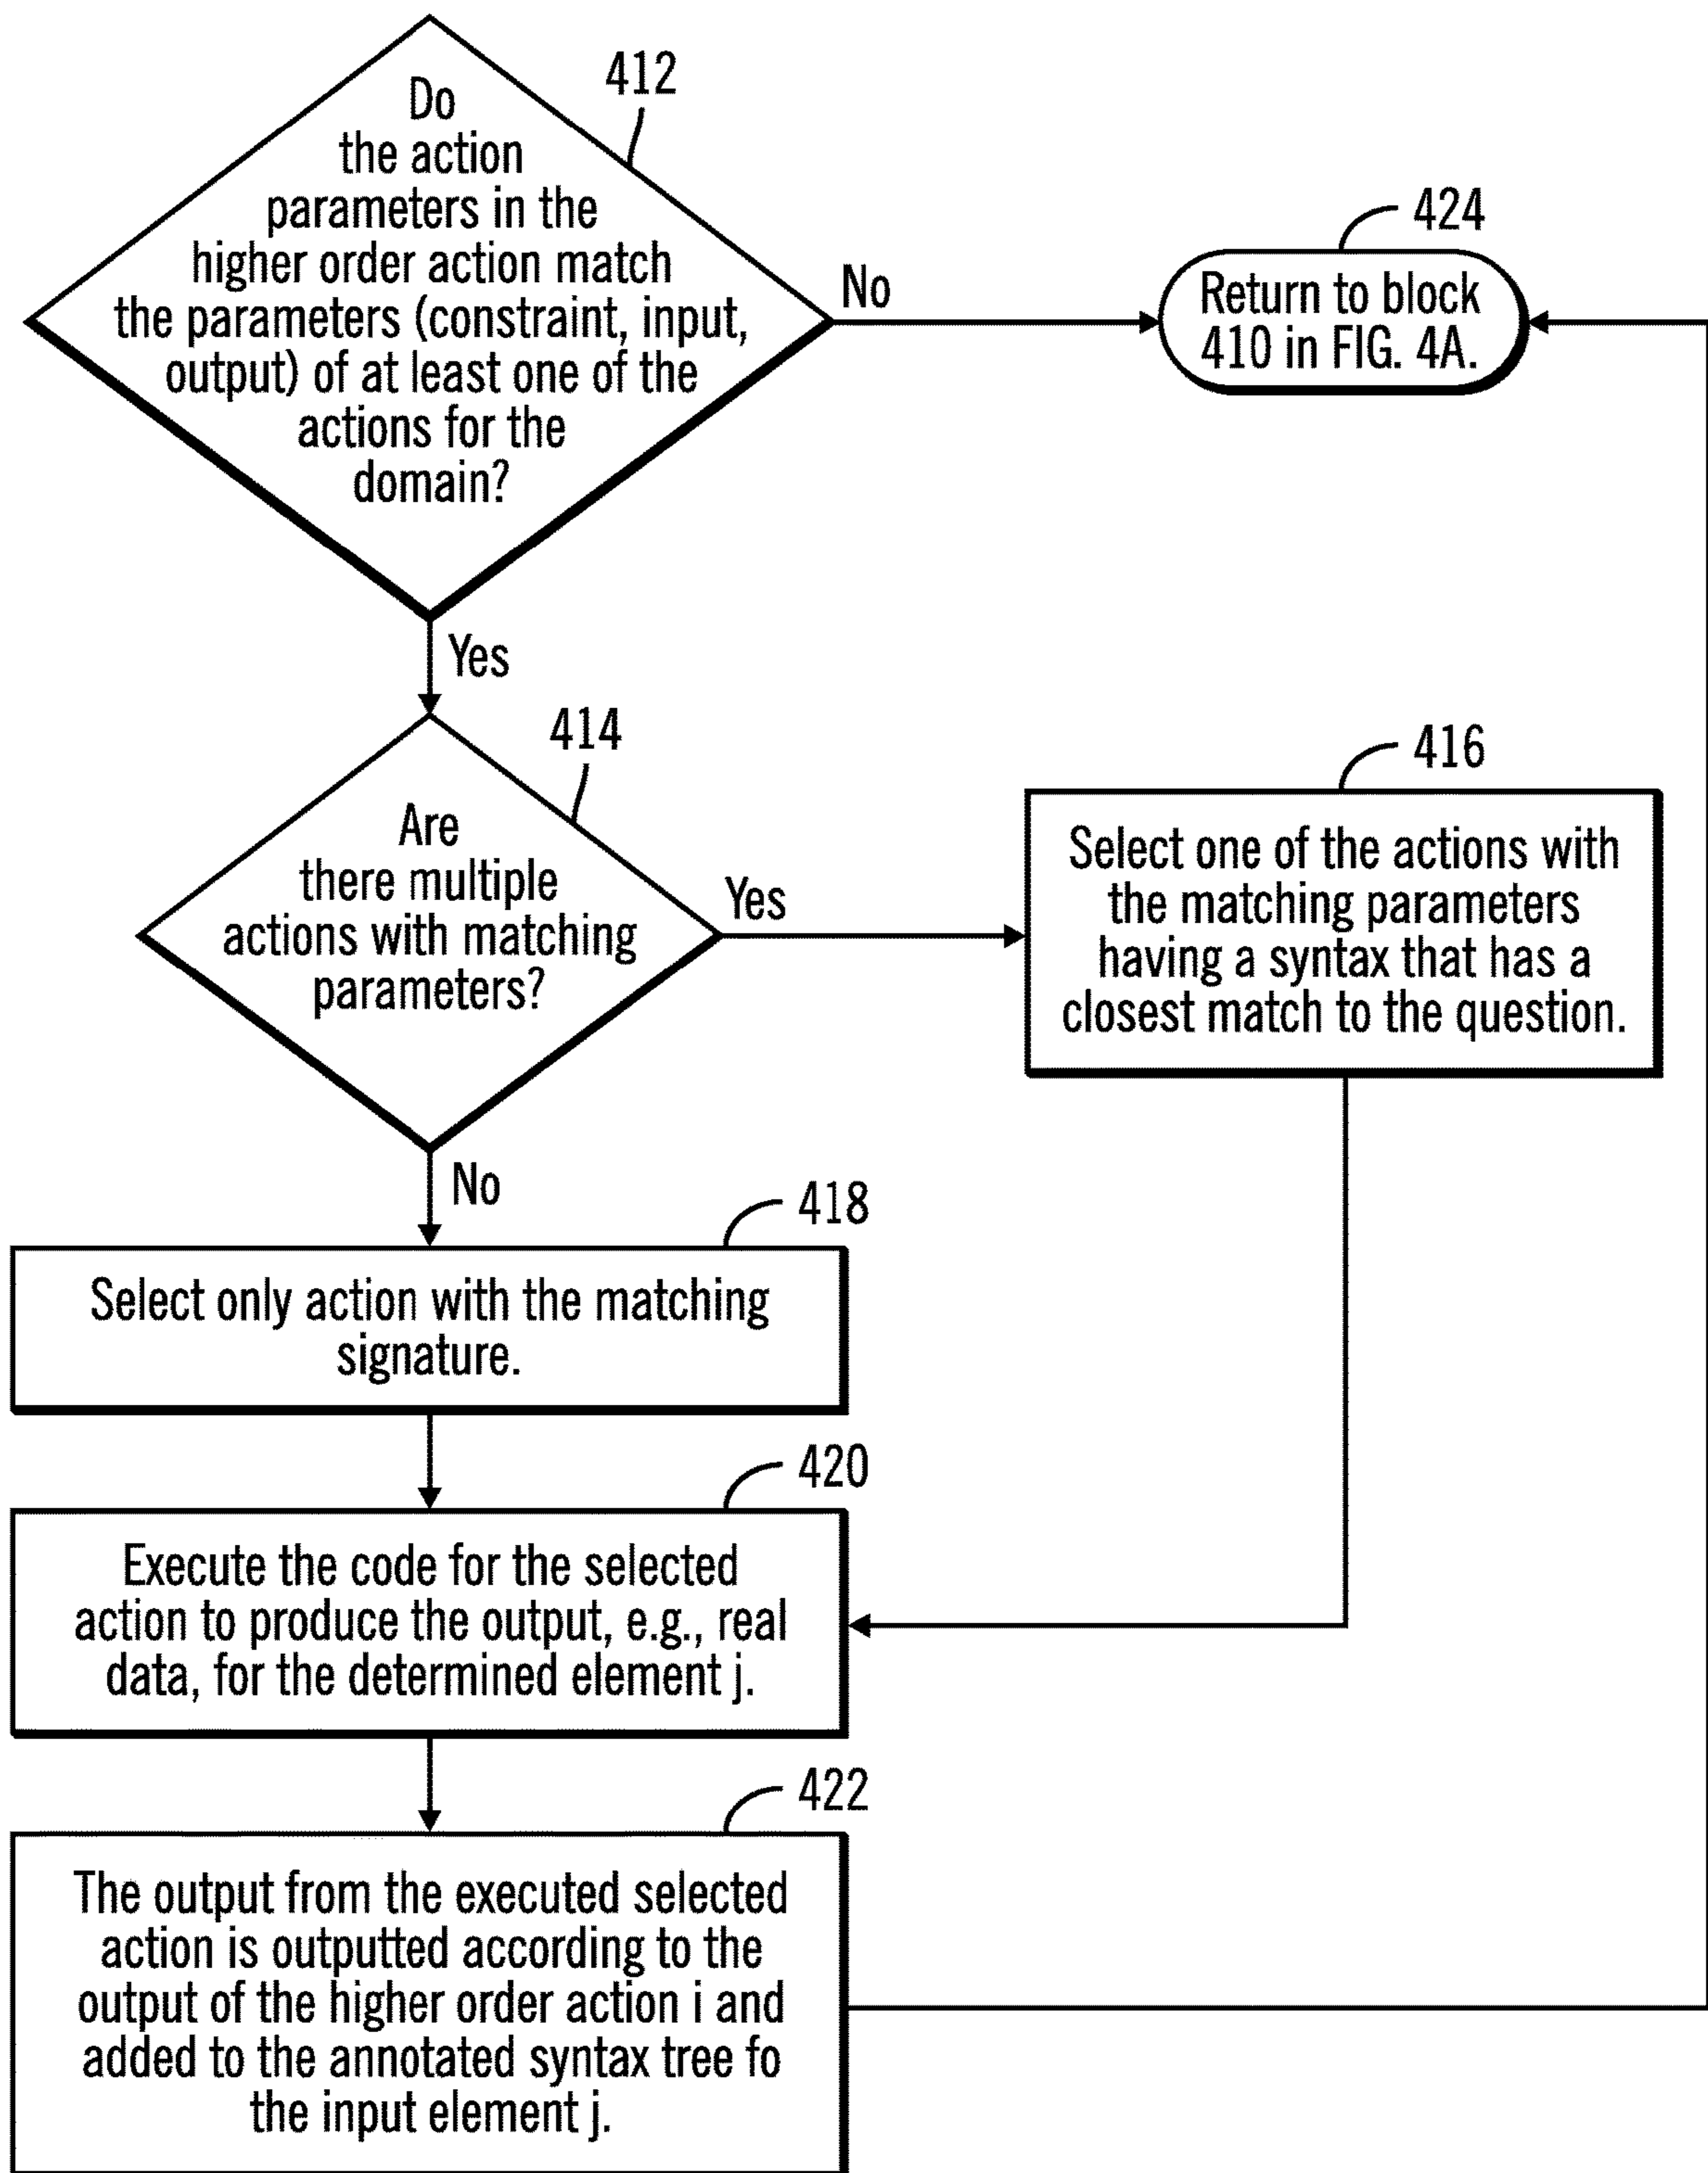 412
Do
the action
parameters in the
higher order action match
the parameters (constraint, input,
output) of at least one of the
actions for the
domain?
No
424
Return to block
410 in FIG. 4A.
Yes
414
Are
there multiple
actions with matching
parameters?
Yes
416
Select one of the actions with
the matching parameters
having a syntax that has a
closest match to the question.
No
418
Select only action with the matching
signature.
420
Execute the code for the selected
action to produce the output, e.g., real
data, for the determined element j.
422
The output from the executed selected
action is outputted according to the
output of the higher order action i and
added to the annotated syntax tree fo
the input element j.